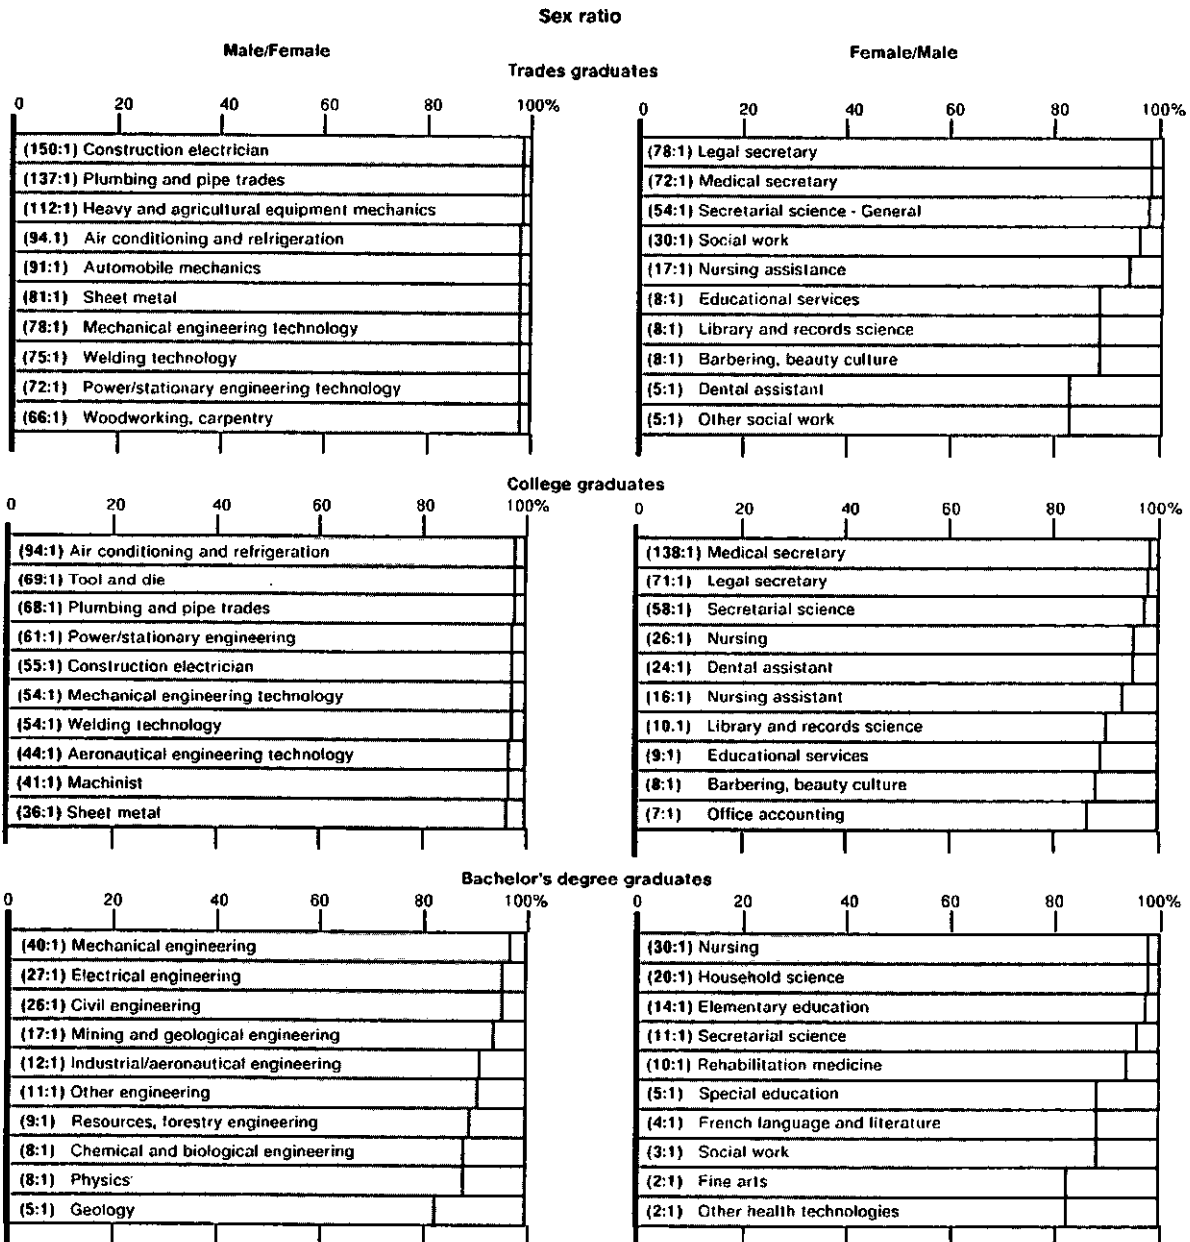 Sex ratio
Male/Female
Female/Male
Trades graduates
0 20 40 60 80 100%
(150:1) Construction electrician
(137:1) Plumbing and pipe trades
(112:1) Heavy and agricultural equipment mechanics
(94.1) Air conditioning and refrigeration
(91:1) Automobile mechanics
(81:1) Sheet metal
(78:1) Mechanical engineering technology
(75:1) Welding technology
(72:1) Power/stationary engineering technology
(66:1) Woodworking, carpentry
0 20 40 60 80 100%
(78:1) Legal secretary
(72:1) Medical secretary
(54:1) Secretarial science - General
(30:1) Social work
(17:1) Nursing assistance
(8:1) Educational services
(8:1) Library and records science
(8:1) Barbering, beauty culture
(5:1) Dental assistant
(5:1) Other social work
College graduates
0 20 40 60 80 100%
(94:1) Air conditioning and refrigeration
(69:1) Tool and die
(68:1) Plumbing and pipe trades
(61:1) Power/stationary engineering
(55:1) Construction electrician
(54:1) Mechanical engineering technology
(54:1) Welding technology
(44:1) Aeronautical engineering technology
(41:1) Machinist
(36:1) Sheet metal
0 20 40 60 80 100%
(138:1) Medical secretary
(71:1) Legal secretary
(58:1) Secretarial science
(26:1) Nursing
(24:1) Dental assistant
(16:1) Nursing assistant
(10.1) Library and records science
(9:1) Educational services
(8:1) Barbering, beauty culture
(7:1) Office accounting
Bachelor's degree graduates
0 20 40 60 80 100%
(40:1) Mechanical engineering
(27:1) Electrical engineering
(26:1) Civil engineering
(17:1) Mining and geological engineering
(12:1) Industrial/aeronautical engineering
(11:1) Other engineering
(9:1) Resources, forestry engineering
(8:1) Chemical and biological engineering
(8:1) Physics
(5:1) Geology
0 20 40 60 80 100%
(30:1) Nursing
(20:1) Household science
(14:1) Elementary education
(11:1) Secretarial science
(10:1) Rehabilitation medicine
(5:1) Special education
(4:1) French language and literature
(3:1) Social work
(2:1) Fine arts
(2:1) Other health technologies